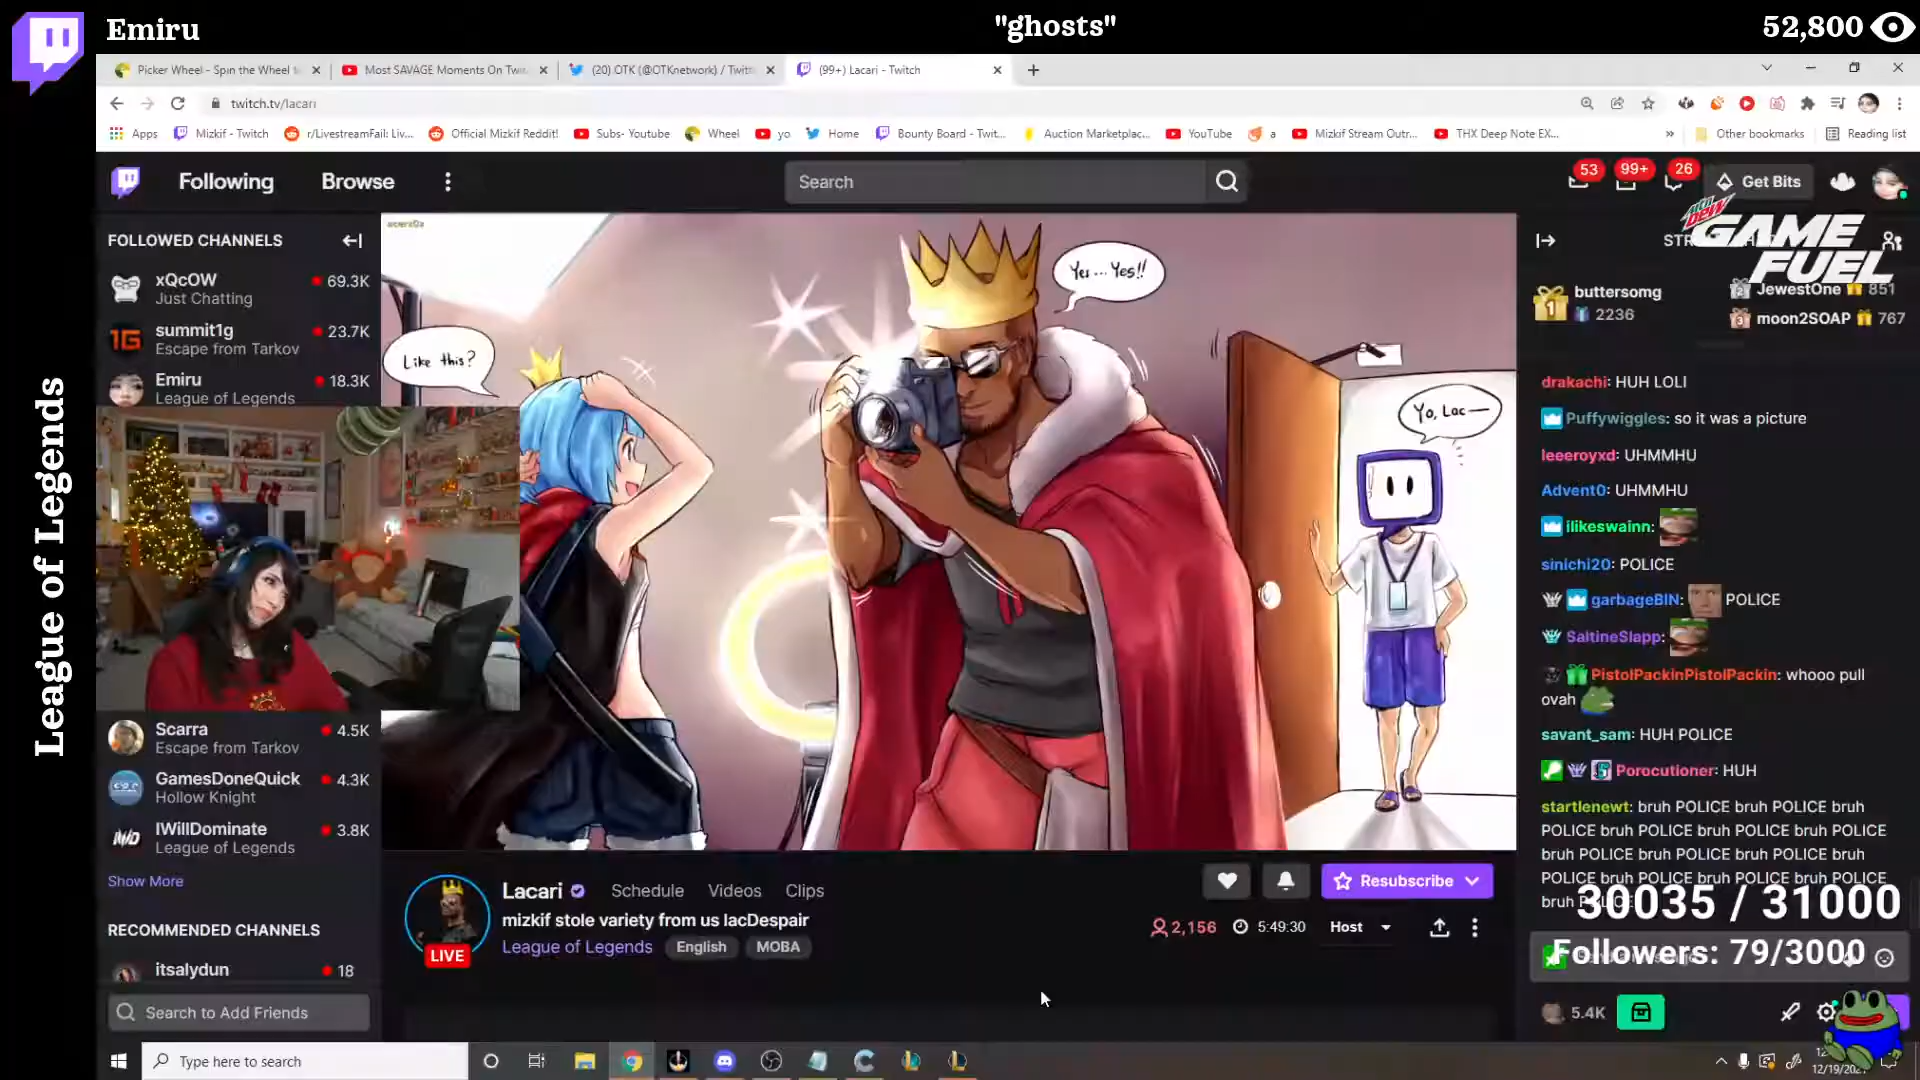 Emiru
"ghosts"
52,800
League of Legends
Picker Wheel - Spin the Wheel t
Most SAVAGE Moments On Twi
(20) OTK (@OTKnetwork) / Twitt
(99+) Lacari - Twitch
twitch.tv/lacari
Apps
Mizkif - Twitch
r/LivestreamFail: Liv...
Official Mizkif Reddit!
Subs- Youtube
Wheel
yo
Home
Bounty Board - Twit...
Auction Marketplac...
YouTube
a
Mizkif Stream Outr...
THX Deep Note EX...
»
Other bookmarks
Reading list
Following
Browse
Search
53
99+
26
Get Bits
FOLLOWED CHANNELS
xQcOW
69.3K
Just Chatting
summit1g
23.7K
Escape from Tarkov
Emiru
18.3K
League of Legends
Scarra
4.5K
Escape from Tarkov
GamesDoneQuick
4.3K
Hollow Knight
IWillDominate
3.8K
League of Legends
Show More
RECOMMENDED CHANNELS
itsalydun
18
Search to Add Friends
Like this?
Yes... Yes!!
Yo, Lac—
Lacari
Schedule
Videos
Clips
Resubscribe
mizkif stole variety from us lacDespair
League of Legends
English
MOBA
LIVE
2,156
5:49:30
Host
DEW
GAME
FUEL
buttersomg
2236
JewestOne 851
moon2SOAP 767
drakachi: HUH LOLI
Puffywiggles: so it was a picture
leeeroyxd: UHMMHU
Advent0: UHMMHU
ilikeswainn:
sinichi20: POLICE
garbageBIN: POLICE
SaltineSlapp:
PistolPackinPistolPackin: whooo pull
ovah
savant_sam: HUH POLICE
Porocutioner: HUH
startlenewt: bruh POLICE bruh POLICE bruh
POLICE bruh POLICE bruh POLICE bruh POLICE
bruh POLICE bruh POLICE bruh POLICE bruh
POLICE bruh POLICE bruh POLICE bruh POLICE
bruh
30035 / 31000
Followers: 79/3000
5.4K
Type here to search